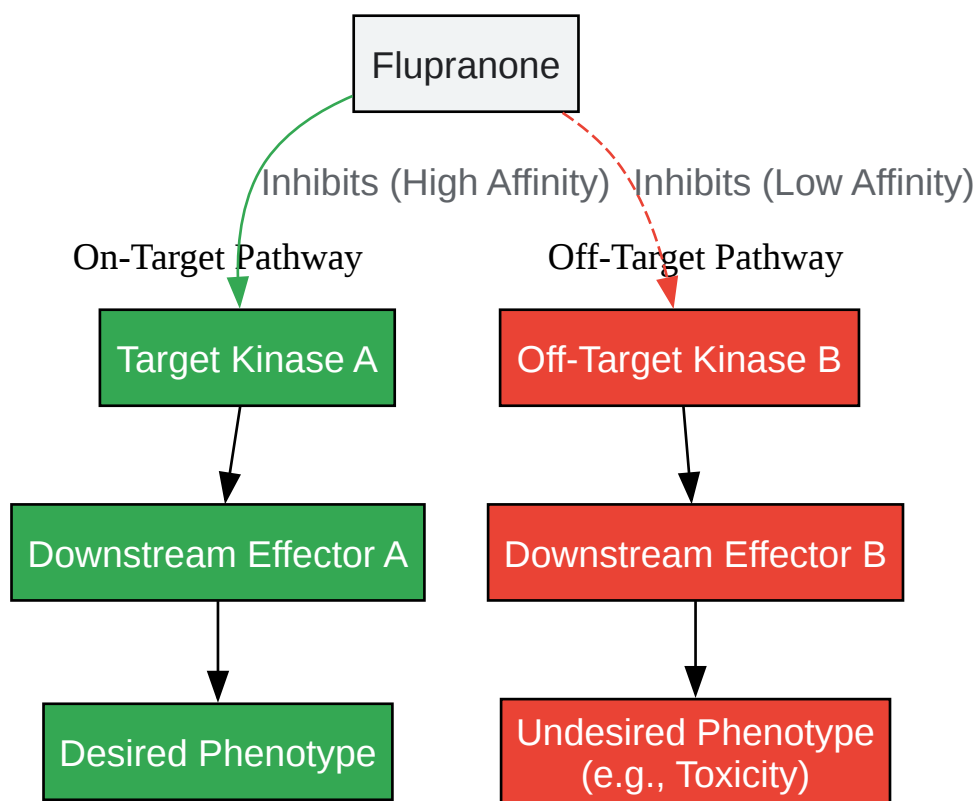 Flupranone
Inhibits (High Affinity)
Inhibits (Low Affinity)
On-Target Pathway
Off-Target Pathway
Target Kinase A
Off-Target Kinase B
Downstream Effector A
Downstream Effector B
Desired Phenotype
Undesired Phenotype
(e.g., Toxicity)